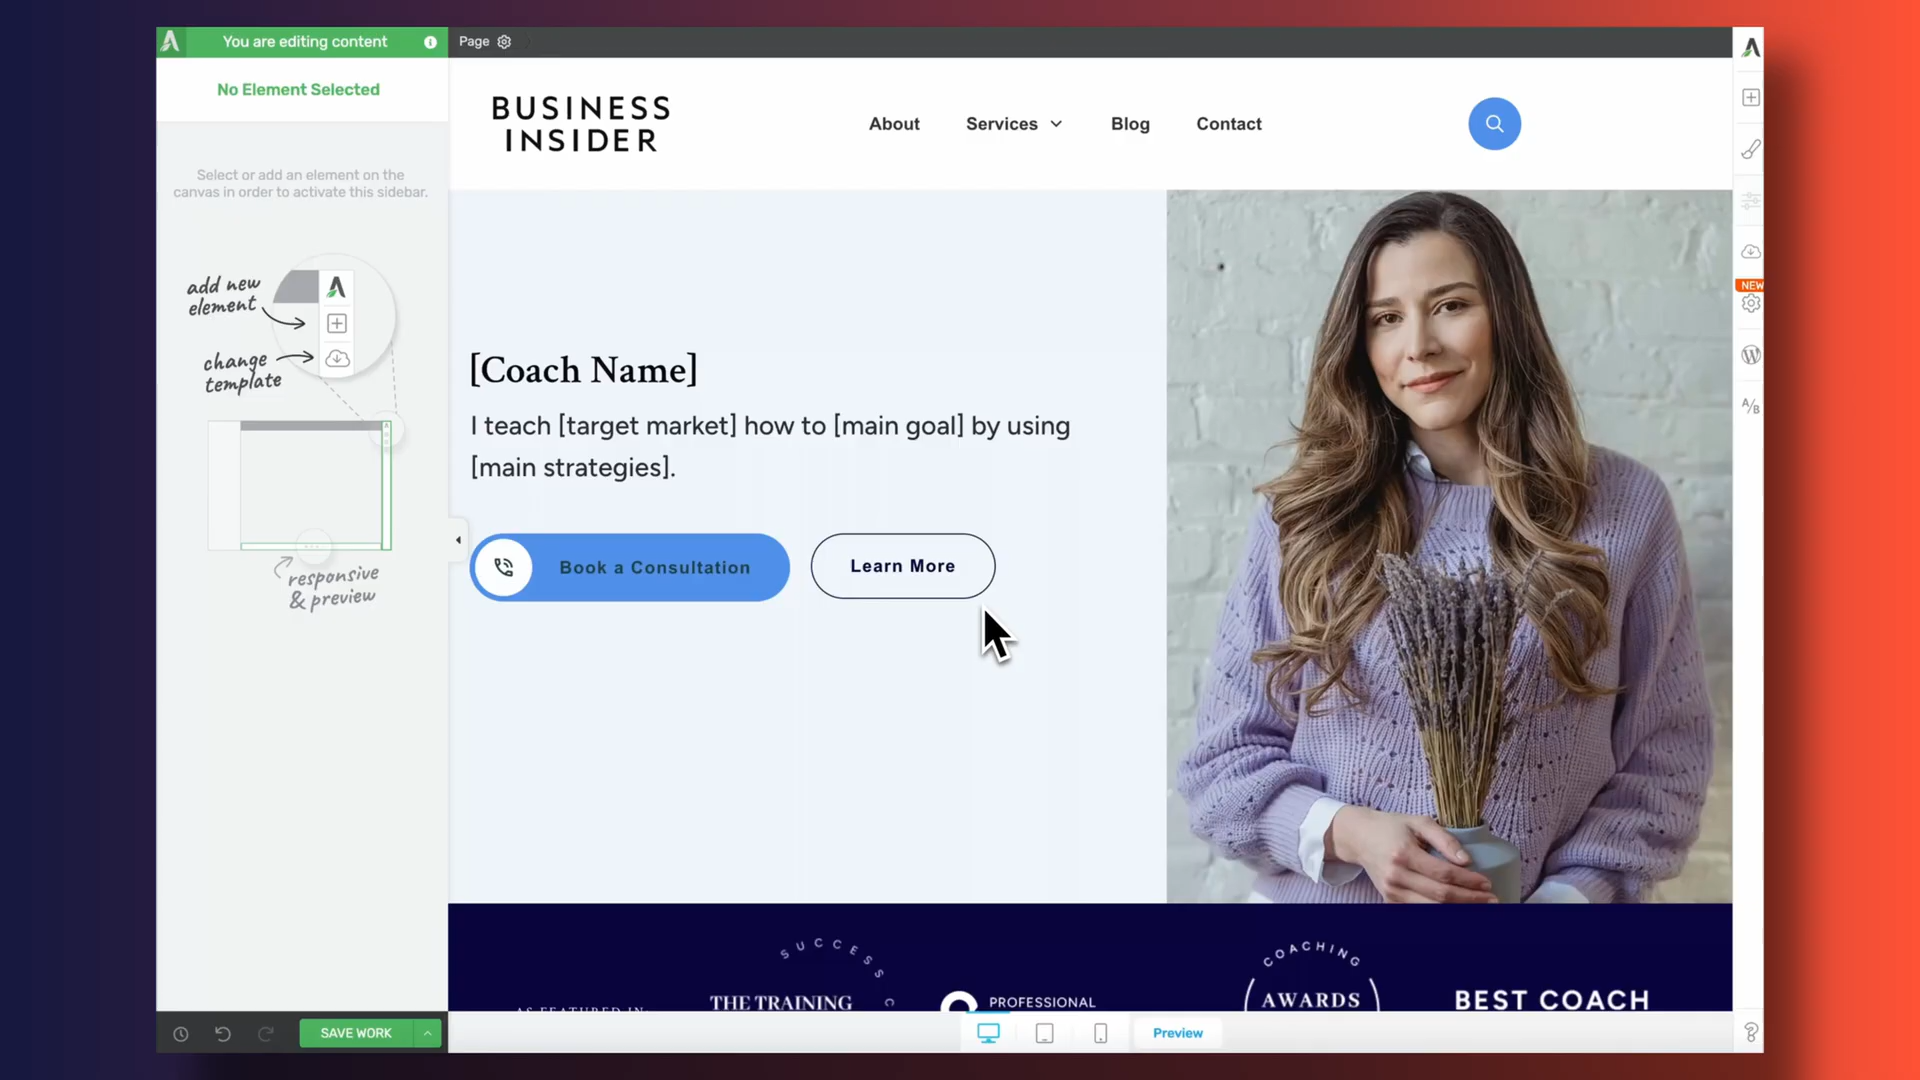 You are editing content
Page
No Element Selected
Select or add an element on the
canvas in order to activate this sidebar.
add new
element
change
template
responsive
& preview
BUSINESS
INSIDER
About
Services
Blog
Contact
[Coach Name]
I teach [target market] how to [main goal] by using
[main strategies].
Book a Consultation
Learn More
NEW
A/B
SUCCESS C
AS FEATURED IN:
THE TRAINING
PROFESSIONAL
COACHING
AWARDS
BEST COACH
SAVE WORK
Preview